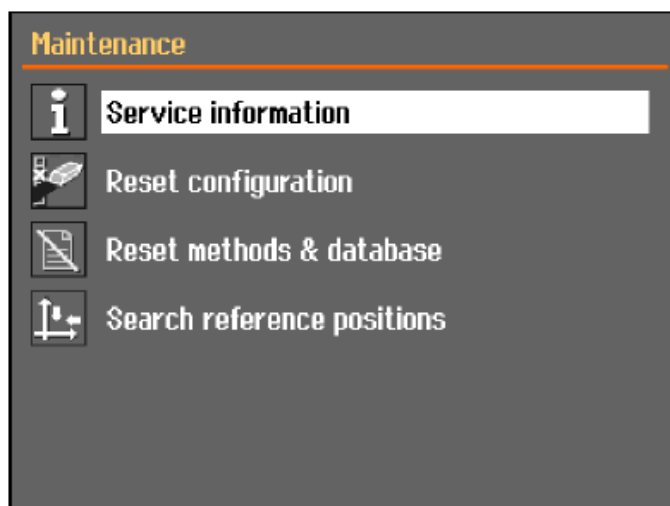 Maintenance
Service information
Reset configuration
Reset methods & database
Search reference positions